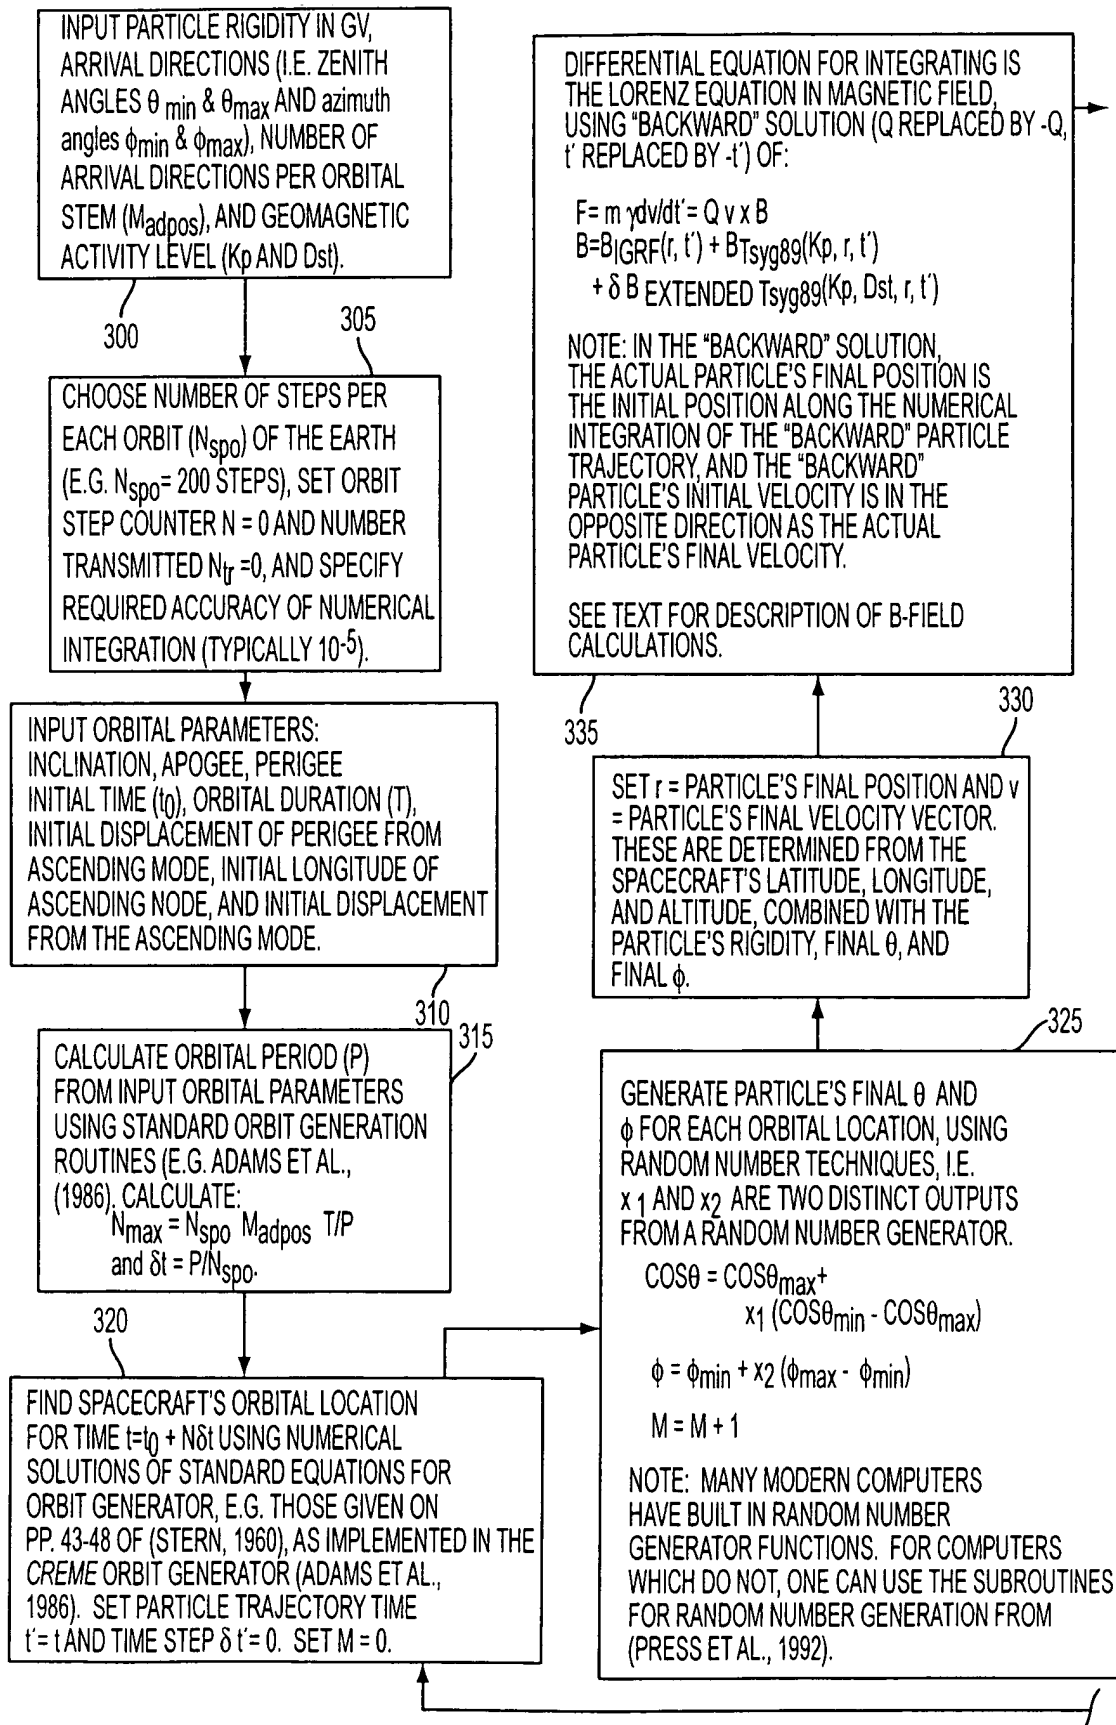 INPUT PARTICLE RIGIDITY IN GV,
ARRIVAL DIRECTIONS (I.E. ZENITH
ANGLES θ min & θmax AND azimuth
angles ϕmin & ϕmax), NUMBER OF
ARRIVAL DIRECTIONS PER ORBITAL
STEM (Madpos), AND GEOMAGNETIC
ACTIVITY LEVEL (Kp AND Dst).
300
305
CHOOSE NUMBER OF STEPS PER
EACH ORBIT (Nspo) OF THE EARTH
(E.G. Nspo= 200 STEPS), SET ORBIT
STEP COUNTER N = 0 AND NUMBER
TRANSMITTED Ntr =0, AND SPECIFY
REQUIRED ACCURACY OF NUMERICAL
INTEGRATION (TYPICALLY 10-5).
INPUT ORBITAL PARAMETERS:
INCLINATION, APOGEE, PERIGEE
INITIAL TIME (t0), ORBITAL DURATION (T),
INITIAL DISPLACEMENT OF PERIGEE FROM
ASCENDING MODE, INITIAL LONGITUDE OF
ASCENDING NODE, AND INITIAL DISPLACEMENT
FROM THE ASCENDING MODE.
310
315
CALCULATE ORBITAL PERIOD (P)
FROM INPUT ORBITAL PARAMETERS
USING STANDARD ORBIT GENERATION
ROUTINES (E.G. ADAMS ET AL.,
(1986). CALCULATE:
Nmax = Nspo Madpos T/P
and δt = P/Nspo.
320
FIND SPACECRAFT'S ORBITAL LOCATION
FOR TIME t=t0 + Nδt USING NUMERICAL
SOLUTIONS OF STANDARD EQUATIONS FOR
ORBIT GENERATOR, E.G. THOSE GIVEN ON
PP. 43-48 OF (STERN, 1960), AS IMPLEMENTED IN THE
CREME ORBIT GENERATOR (ADAMS ET AL.,
1986). SET PARTICLE TRAJECTORY TIME
t'= t AND TIME STEP δ t'= 0. SET M = 0.
325
GENERATE PARTICLE'S FINAL θ AND
ϕ FOR EACH ORBITAL LOCATION, USING
RANDOM NUMBER TECHNIQUES, I.E.
x1 AND x2 ARE TWO DISTINCT OUTPUTS
FROM A RANDOM NUMBER GENERATOR.
COSθ = COSθmax+
x1 (COSθmin - COSθmax)
ϕ = ϕmin + x2 (ϕmax - ϕmin)
M = M + 1
NOTE: MANY MODERN COMPUTERS
HAVE BUILT IN RANDOM NUMBER
GENERATOR FUNCTIONS. FOR COMPUTERS
WHICH DO NOT, ONE CAN USE THE SUBROUTINES
FOR RANDOM NUMBER GENERATION FROM
(PRESS ET AL., 1992).
330
SET r = PARTICLE'S FINAL POSITION AND v
= PARTICLE'S FINAL VELOCITY VECTOR.
THESE ARE DETERMINED FROM THE
SPACECRAFT'S LATITUDE, LONGITUDE,
AND ALTITUDE, COMBINED WITH THE
PARTICLE'S RIGIDITY, FINAL θ, AND
FINAL ϕ.
335
DIFFERENTIAL EQUATION FOR INTEGRATING IS
THE LORENZ EQUATION IN MAGNETIC FIELD,
USING "BACKWARD" SOLUTION (Q REPLACED BY -Q,
t' REPLACED BY -t') OF:
F= m γdv/dt'= Q v x B
B=BIGRF(r, t') + BTsyg89(Kp, r, t')
+ δ B EXTENDED Tsyg89(Kp, Dst, r, t')
NOTE: IN THE "BACKWARD" SOLUTION,
THE ACTUAL PARTICLE'S FINAL POSITION IS
THE INITIAL POSITION ALONG THE NUMERICAL
INTEGRATION OF THE "BACKWARD" PARTICLE
TRAJECTORY, AND THE "BACKWARD"
PARTICLE'S INITIAL VELOCITY IS IN THE
OPPOSITE DIRECTION AS THE ACTUAL
PARTICLE'S FINAL VELOCITY.
SEE TEXT FOR DESCRIPTION OF B-FIELD
CALCULATIONS.